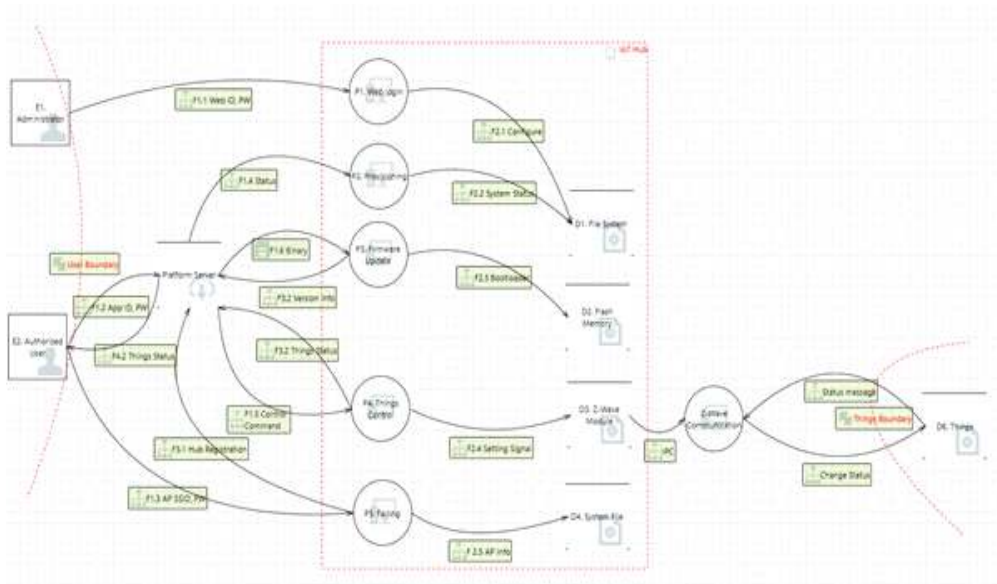 IoT Hub
E1.
Administrator
F1.1 Web ID, PW
P1. Web login
F2.1 Configure
F1.4 Status
F2.2 System Status
D1. File System
User Boundary
Platform Server
F1.6 Binary
P3. Firmware
Update
F2.3 Bootloader
F1.2 App ID, PW
F3.2 Version Info
D2. Flash
Memory
E2. Authorized
User
F4.2 Things Status
F3.2 Things Status
Status message
F1.5 Control
Command
P4. Things
Control
D3. Z-Wave
Module
Z-Wave
Communication
Things Boundary
D6. Things
F3.1 Hub Registration
F2.4 Setting Signal
IPC
Change Status
F1.3 AP SSID, PW
P5. Pairing
D4. System File
F 2.5 AP info